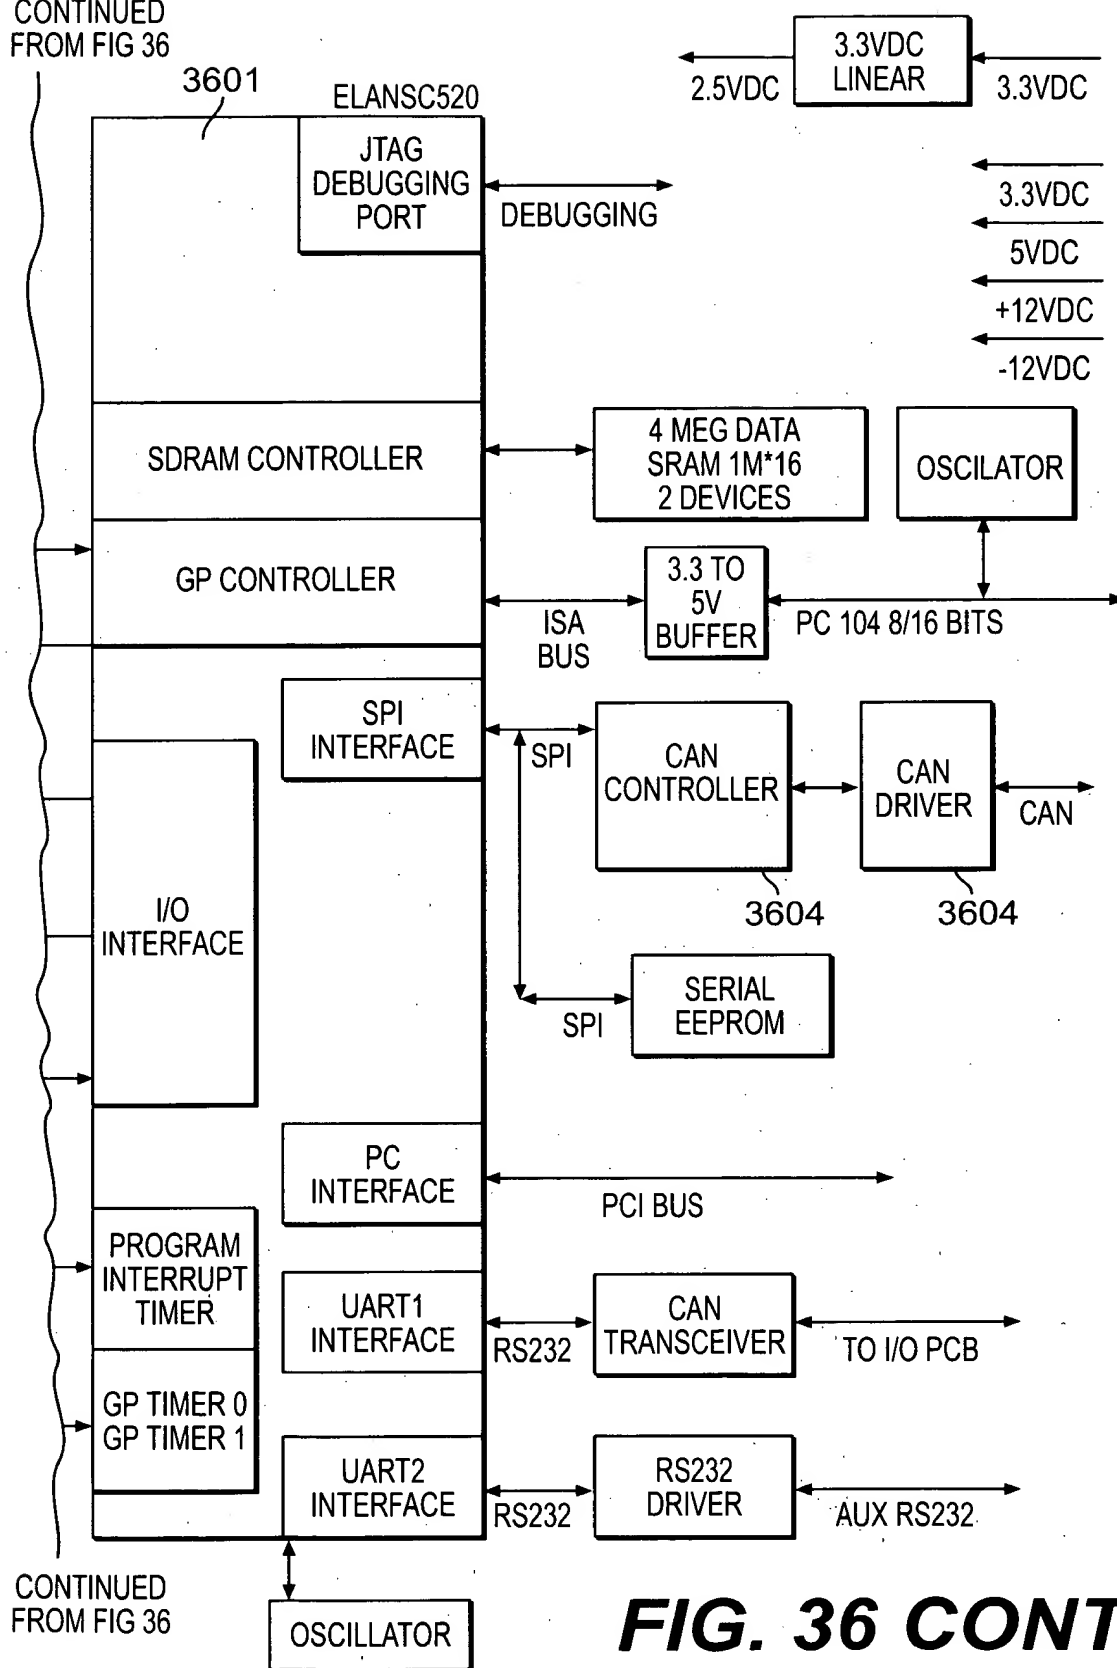 CONTINUED
FROM FIG 36
3601
ELANSC520
JTAG
DEBUGGING
PORT
DEBUGGING
3.3VDC
LINEAR
2.5VDC
3.3VDC
3.3VDC
5VDC
+12VDC
-12VDC
SDRAM CONTROLLER
4 MEG DATA
SRAM 1M*16
2 DEVICES
OSCILATOR
GP CONTROLLER
ISA
BUS
3.3 TO
5V
BUFFER
PC 104 8/16 BITS
SPI
INTERFACE
SPI
CAN
CONTROLLER
3604
CAN
DRIVER
3604
CAN
I/O
INTERFACE
SPI
SERIAL
EEPROM
PC
INTERFACE
PCI BUS
PROGRAM
INTERRUPT
TIMER
UART1
INTERFACE
RS232
CAN
TRANSCEIVER
TO I/O PCB
GP TIMER 0
GP TIMER 1
UART2
INTERFACE
RS232
RS232
DRIVER
AUX RS232
CONTINUED
FROM FIG 36
OSCILLATOR
FIG. 36 CONT